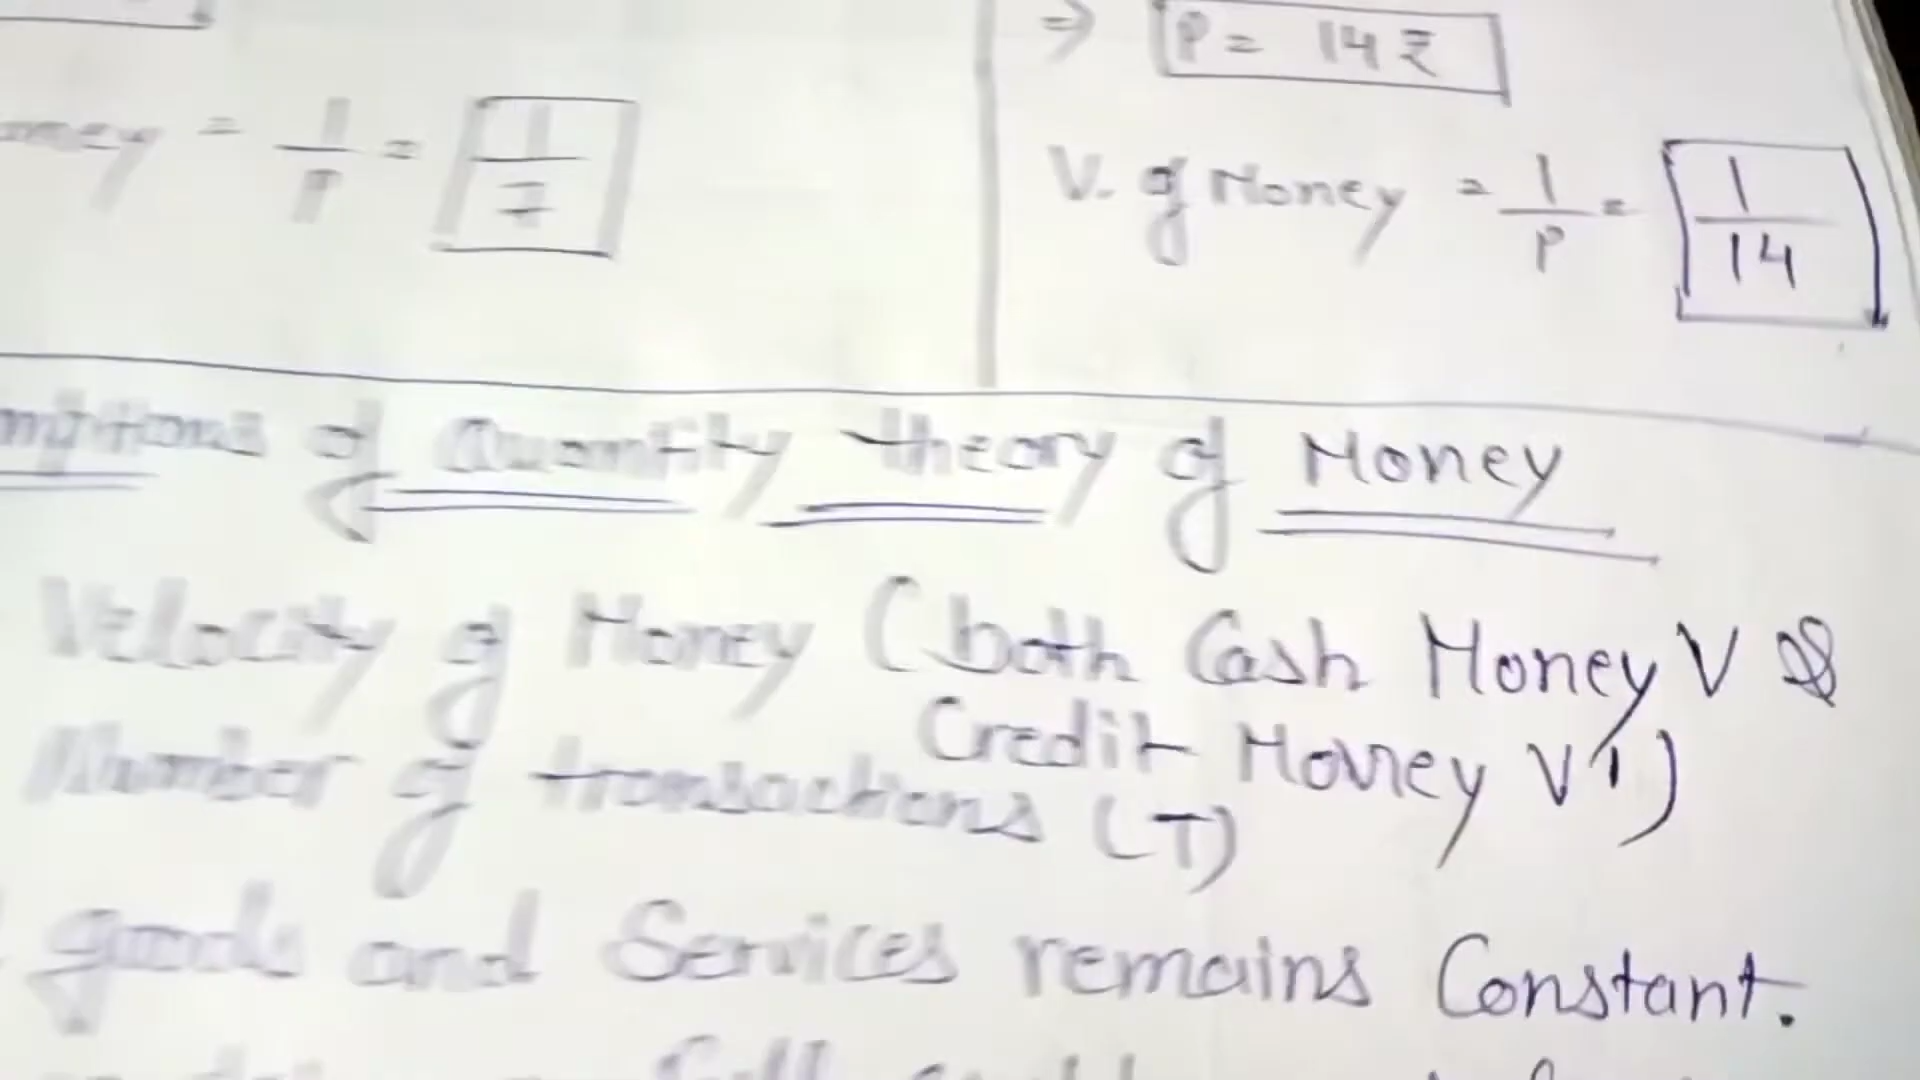 ⇒ P = 14 ₹
= 1/P = 1/7
V. of Money = 1/P = 1/14
of Quantity theory of Money
Velocity of Money (both Cash Money V &
Credit Money V')
Number of transactions (T)
goods and Services remains Constant.